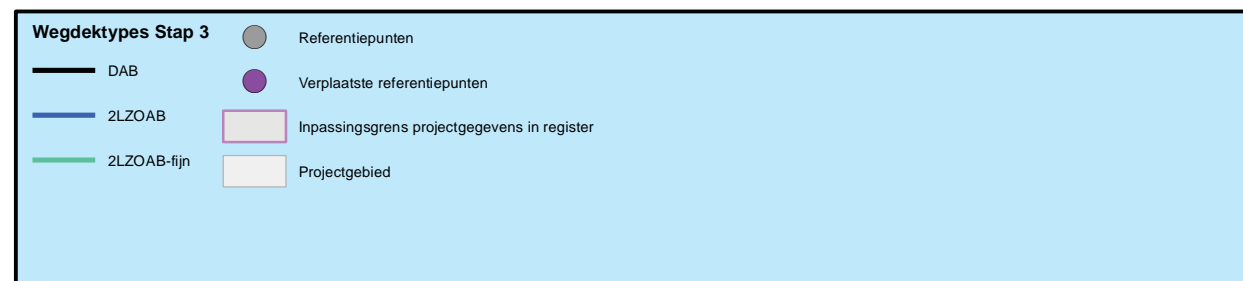 Wegdektypes Stap 3
DAB
2LZOAB
2LZOAB-fijn
Referentiepunten
Verplaatste referentiepunten
Inpassingsgrens projectgegevens in register
Projectgebied